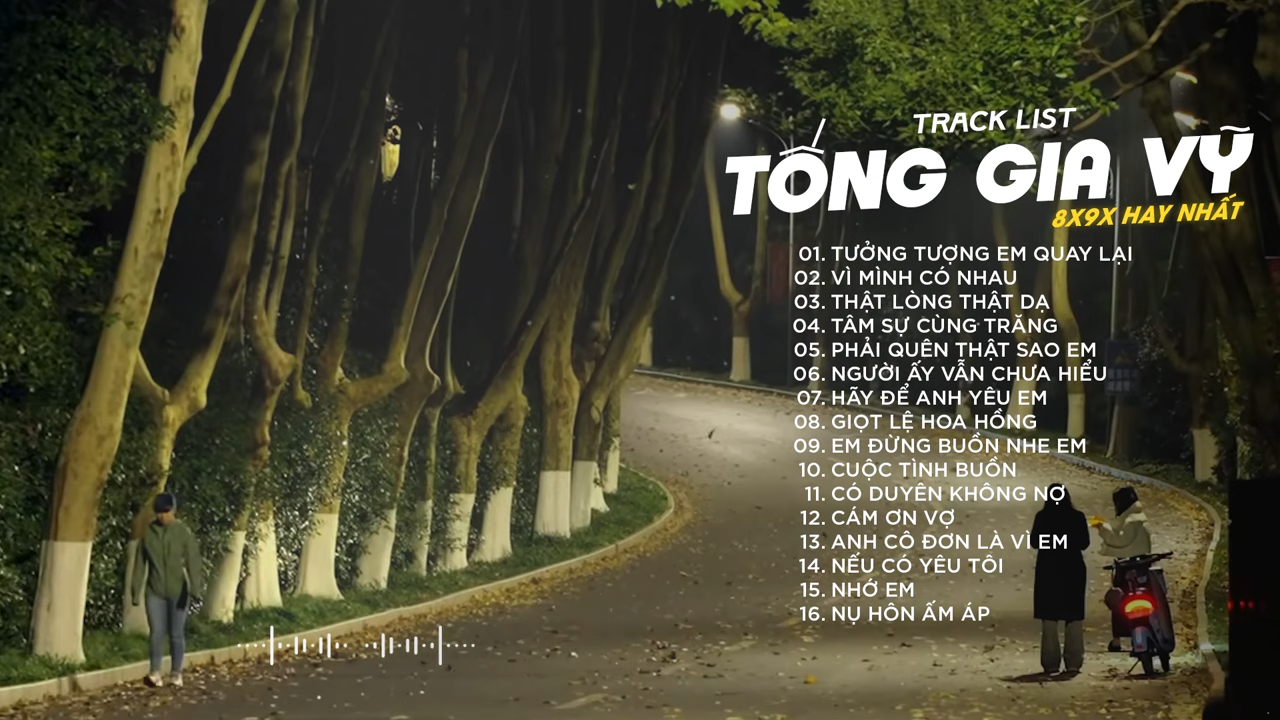 TRACK LIST
TỐNG GIA VỸ
8X9X HAY NHẤT
01. TƯỞNG TƯỢNG EM QUAY LẠI
02. VÌ MÌNH CÓ NHAU
03. THẬT LÒNG THẬT DẠ
04. TÂM SỰ CÙNG TRĂNG
05. PHẢI QUÊN THẬT SAO EM
06. NGƯỜI ẤY VẪN CHƯA HIỂU
07. HÃY ĐỂ ANH YÊU EM
08. GIỌT LỆ HOA HỒNG
09. EM ĐỪNG BUỒN NHE EM
10. CUỘC TÌNH BUỒN
11. CÓ DUYÊN KHÔNG NỢ
12. CÁM ƠN VỢ
13. ANH CÔ ĐƠN LÀ VÌ EM
14. NẾU CÓ YÊU TÔI
15. NHỚ EM
16. NỤ HÔN ẤM ÁP